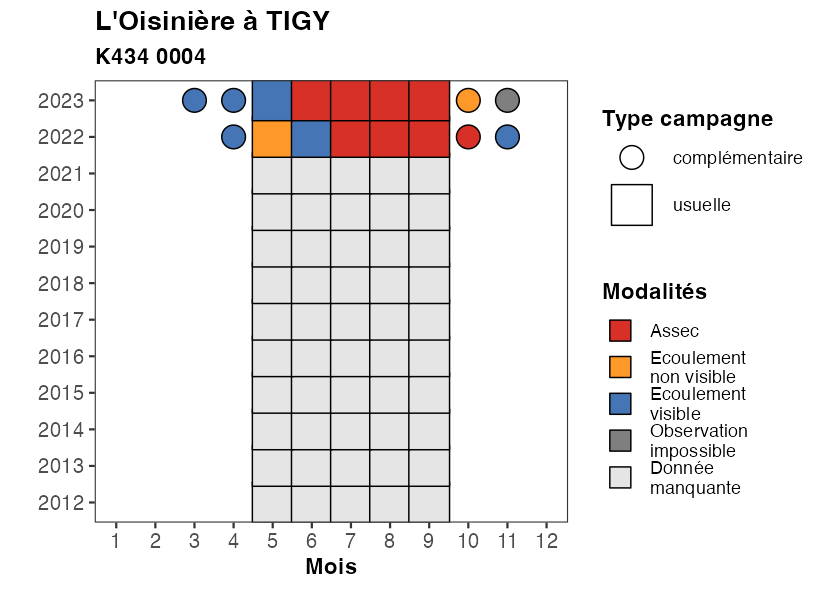 L'Oisinière à TIGY
K434 0004
2023
2022
2021
2020
2019
2018
2017
2016
2015
2014
2013
2012
1 2 3 4 5 6 7 8 9 10 11 12
Mois
Type campagne
complémentaire
usuelle
Modalités
Assec
Ecoulement
non visible
Ecoulement
visible
Observation
impossible
Donnée
manquante